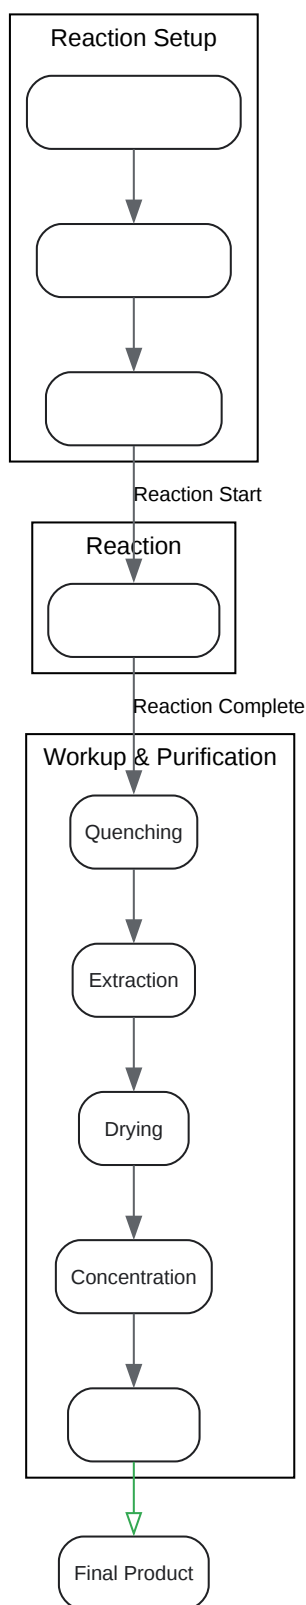 Reaction Setup
Reaction Start
Reaction
Reaction Complete
Workup & Purification
Quenching
Extraction
Drying
Concentration
Final Product